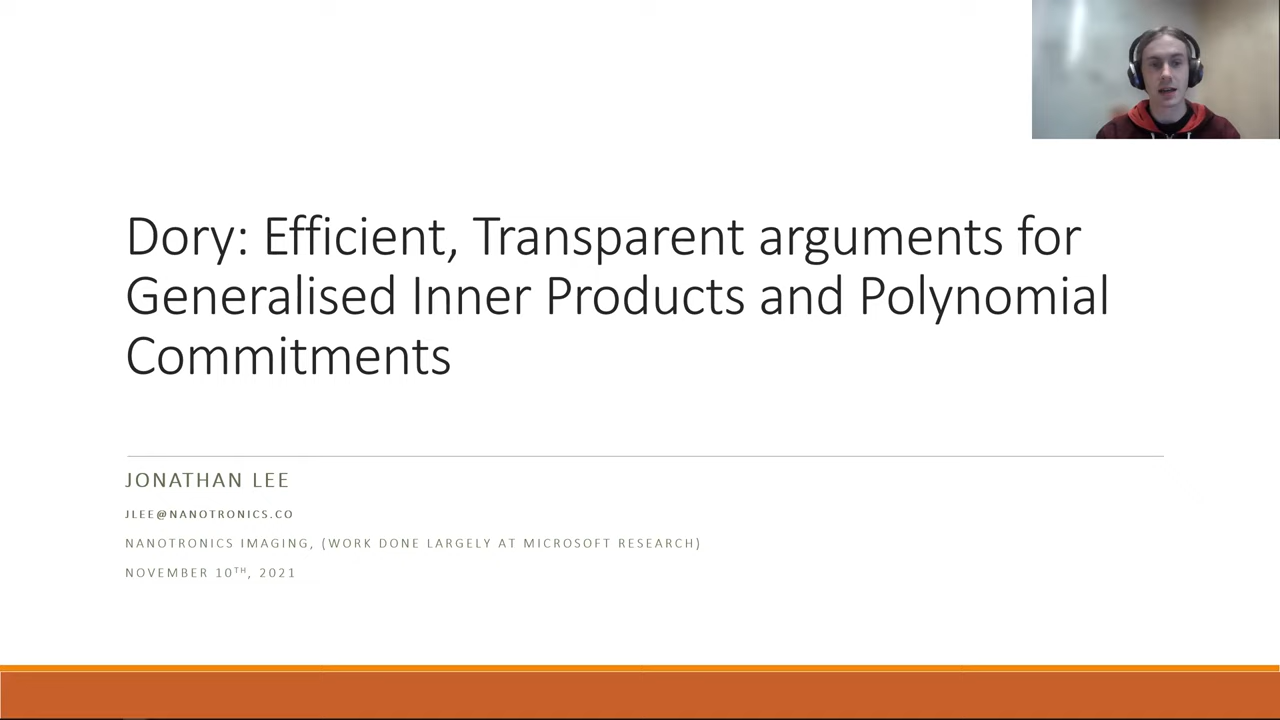 Dory: Efficient, Transparent arguments for
Generalised Inner Products and Polynomial
Commitments
JONATHAN LEE
JLEE@NANOTRONICS.CO
NANOTRONICS IMAGING, (WORK DONE LARGELY AT MICROSOFT RESEARCH)
NOVEMBER 10TH, 2021